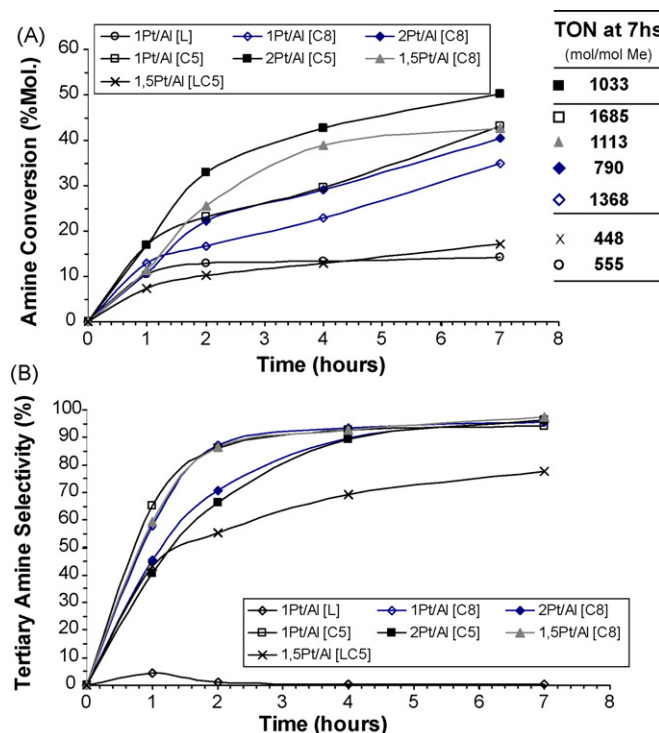 (A)
1Pt/Al [L] 1Pt/Al [C8] 2Pt/Al [C8]
1Pt/Al [C5] 2Pt/Al [C5] 1,5Pt/Al [C8]
1,5Pt/Al [LC5]
Amine Conversion (%Mol.)
60
50
40
30
20
10
0
0 1 2 3 4 5 6 7 8
Time (hours)
TON at 7hs
(mol/mol Me)
1033
1685
1113
790
1368
448
555
(B)
Tertiary Amine Selectivity (%)
100
90
80
70
60
50
40
30
20
10
0
1Pt/Al [L] 1Pt/Al [C8] 2Pt/Al [C8]
1Pt/Al [C5] 2Pt/Al [C5] 1,5Pt/Al [C8]
1,5Pt/Al [LC5]
0 1 2 3 4 5 6 7 8
Time (hours)